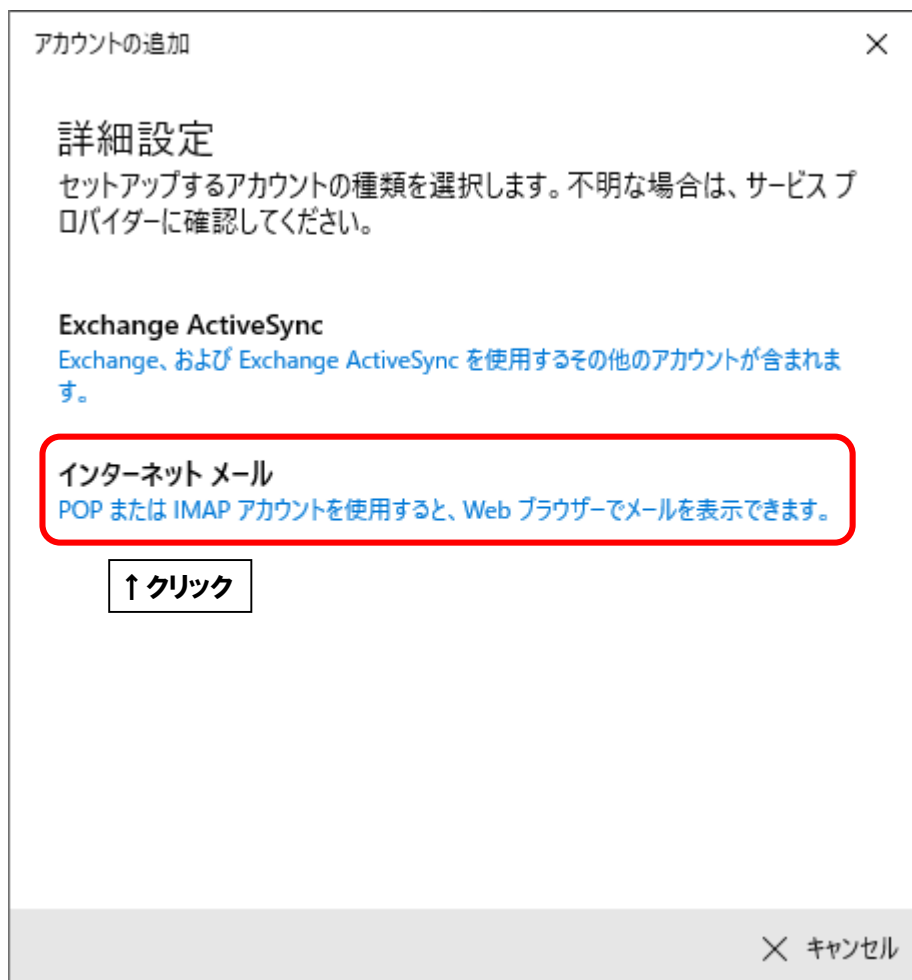 アカウントの追加
詳細設定
セットアップするアカウントの種類を選択します。不明な場合は、サービス プ
ロバイダーに確認してください。
Exchange ActiveSync
Exchange、および Exchange ActiveSync を使用するその他のアカウントが含まれま
す。
インターネット メール
POP または IMAP アカウントを使用すると、Web ブラウザーでメールを表示できます。
↑クリック
キャンセル